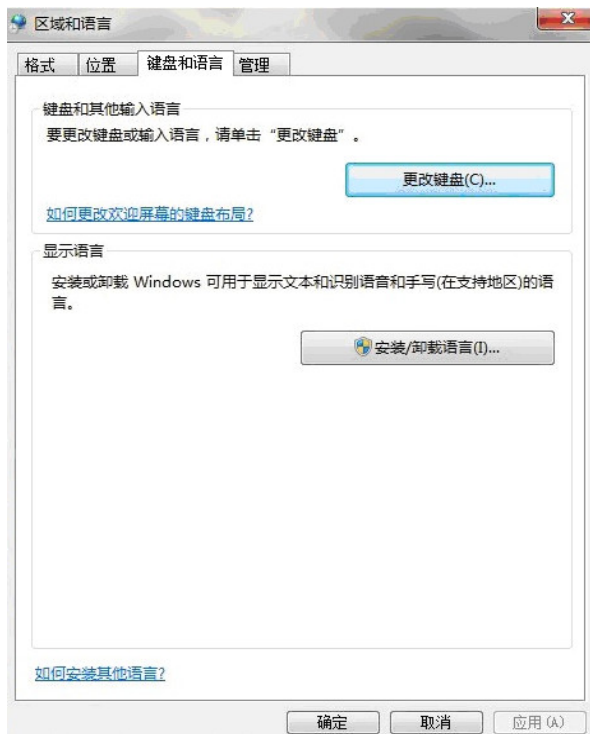 区域和语言
格式 位置 键盘和语言 管理
键盘和其他输入语言
要更改键盘或输入语言，请单击“更改键盘”。
更改键盘(C)...
如何更改欢迎屏幕的键盘布局?
显示语言
安装或卸载 Windows 可用于显示文本和识别语音和手写(在支持地区)的语
言。
安装/卸载语言(I)...
如何安装其他语言?
确定 取消 应用(A)